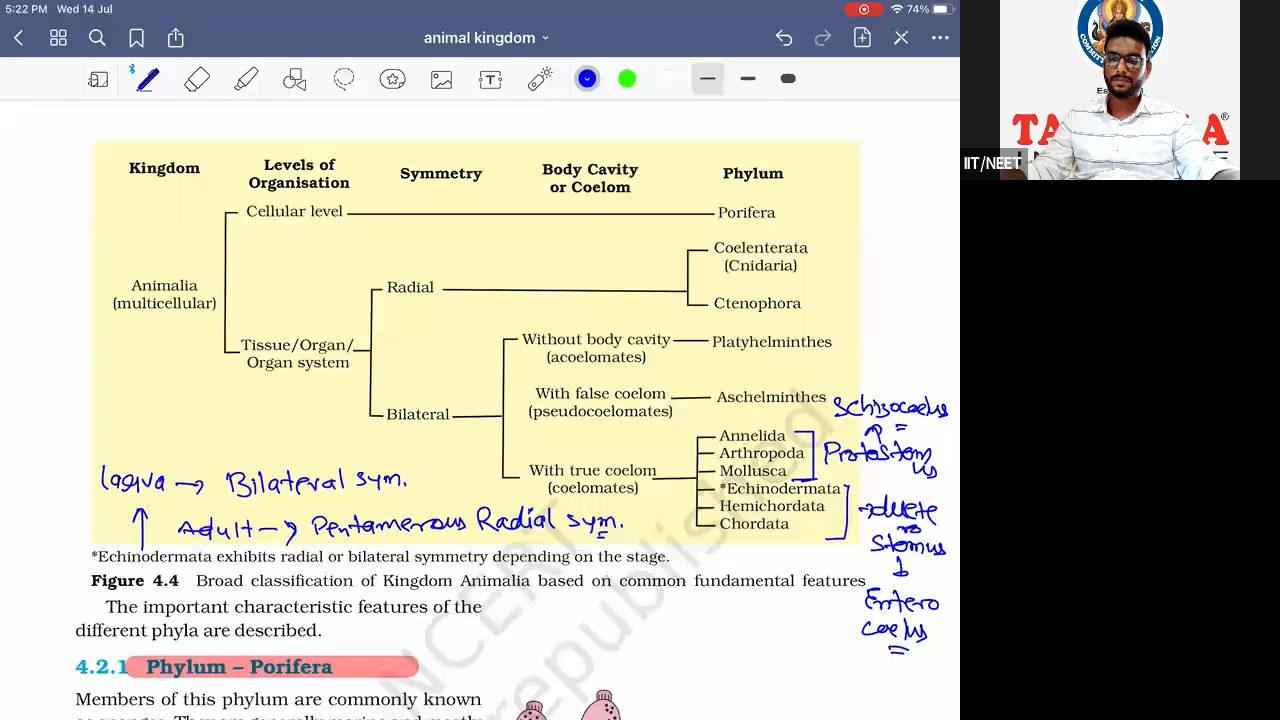 5:22 PM Wed 14 Jul
74%
animal kingdom
Kingdom
Levels of Organisation
Symmetry
Body Cavity or Coelom
Phylum
Cellular level
Porifera
Coelenterata
(Cnidaria)
Animalia
(multicellular)
Radial
Ctenophora
Tissue/Organ/
Organ system
Without body cavity
(acoelomates)
Platyhelminthes
With false coelom
(pseudocoelomates)
Aschelminthes
Bilateral
With true coelom
(coelomates)
Annelida
Arthropoda
Mollusca
*Echinodermata
Hemichordata
Chordata
Schizocoelus
Protostomus
Duetero
Stomus
Entero
coelus
larva → Bilateral sym.
Adult → Pentamerous Radial sym.
*Echinodermata exhibits radial or bilateral symmetry depending on the stage.
Figure 4.4 Broad classification of Kingdom Animalia based on common fundamental features
The important characteristic features of the
different phyla are described.
4.2.1 Phylum – Porifera
Members of this phylum are commonly known
NCERT
republished
IIT/NEET